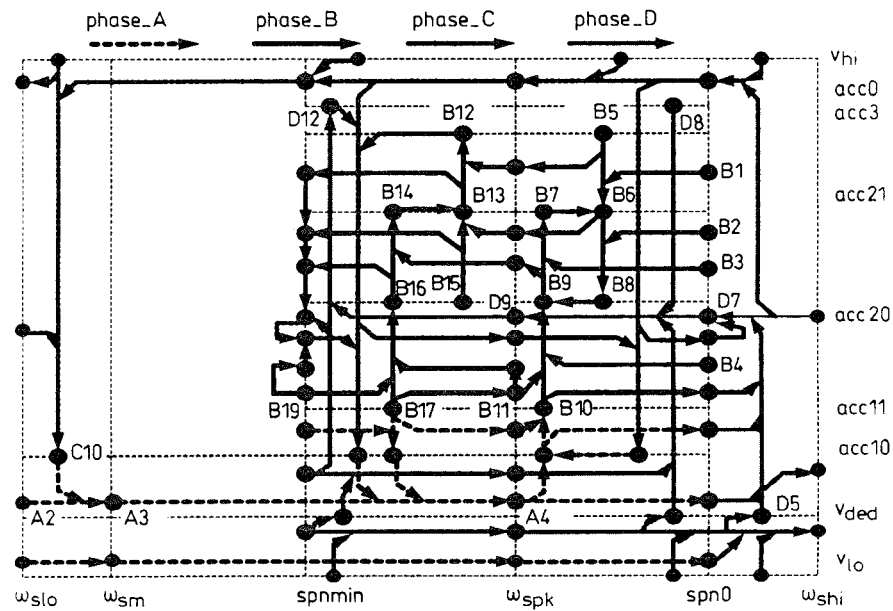 phase_A phase_B phase_C phase_D
v_hi
acc0
acc3
D12 B12 B5 D8
B1
acc21
B14 B13 B7 B6
B2
B3
B16 B15 B9 B8
D9 D7
acc20
B4
B19 B17 B11 B10
acc11
acc10
C10
A2 A3 A4 D5
v_ded
v_lo
ω_slo ω_sm spnmin ω_spk spn0 ω_shi